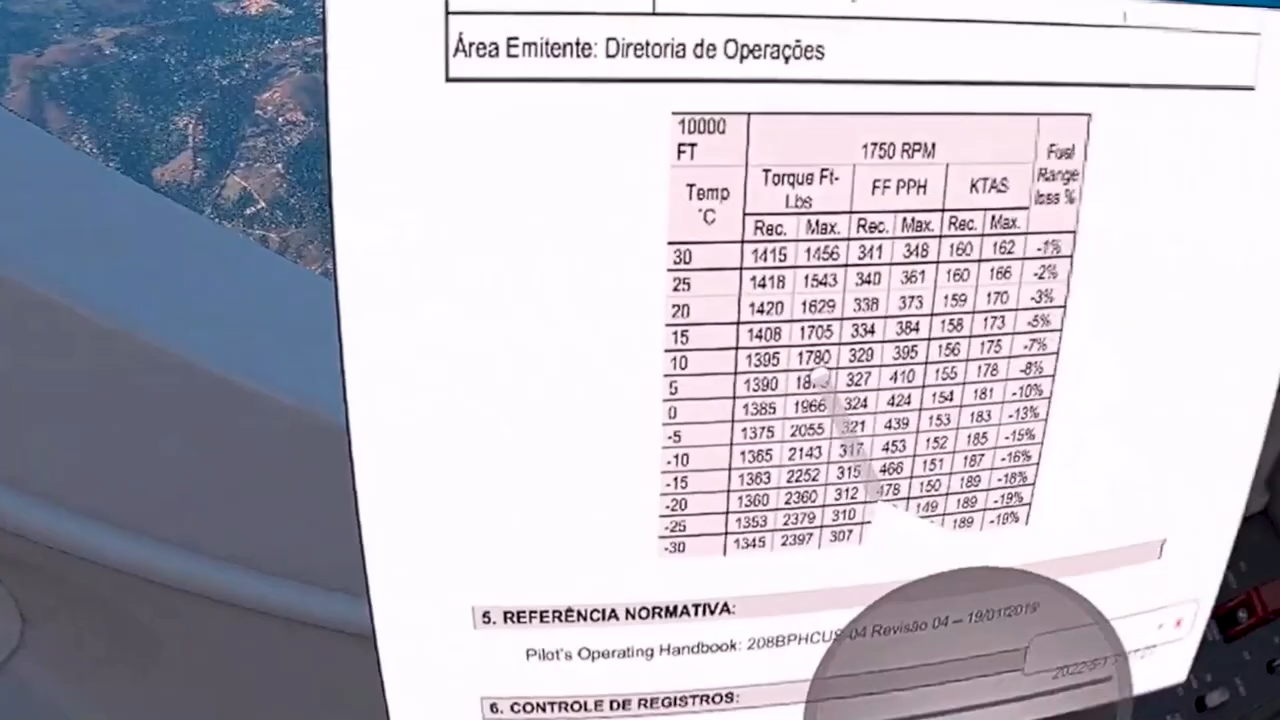 Área Emitente: Diretoria de Operações
10000 FT
1750 RPM
Fuel Range loss %
Temp °C
Torque Ft-Lbs
FF PPH
KTAS
Rec. Max. Rec. Max. Rec. Max.
30 1415 1456 341 348 160 162 -1%
25 1418 1543 340 361 160 166 -2%
20 1420 1629 338 373 159 170 -3%
15 1408 1705 334 384 158 173 -5%
10 1395 1780 329 395 156 175 -7%
5 1390 327 410 155 178 -8%
0 1385 1966 324 424 154 181 -10%
-5 1375 2055 321 439 153 183 -13%
-10 1365 2143 317 453 152 185 -15%
-15 1363 2252 315 466 151 187 -16%
-20 1360 2360 312 478 150 189 -18%
-25 1353 2379 310 149 189 -19%
-30 1345 2397 307 189
5. REFERÊNCIA NORMATIVA:
Pilot's Operating Handbook: 208BPHCUS-04 Revisão 04 – 19/01/2019
6. CONTROLE DE REGISTROS: